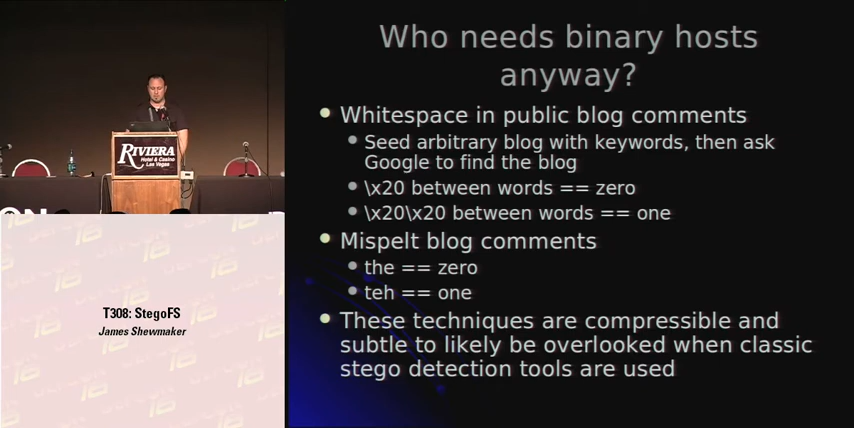 Who needs binary hosts
anyway?
Whitespace in public blog comments
Seed arbitrary blog with keywords, then ask
Google to find the blog
\x20 between words == zero
\x20\x20 between words == one
Mispelt blog comments
the == zero
teh == one
These techniques are compressible and
subtle to likely be overlooked when classic
stego detection tools are used
RIVIERA
Hotel & Casino
Las Vegas
T308: StegoFS
James Shewmaker